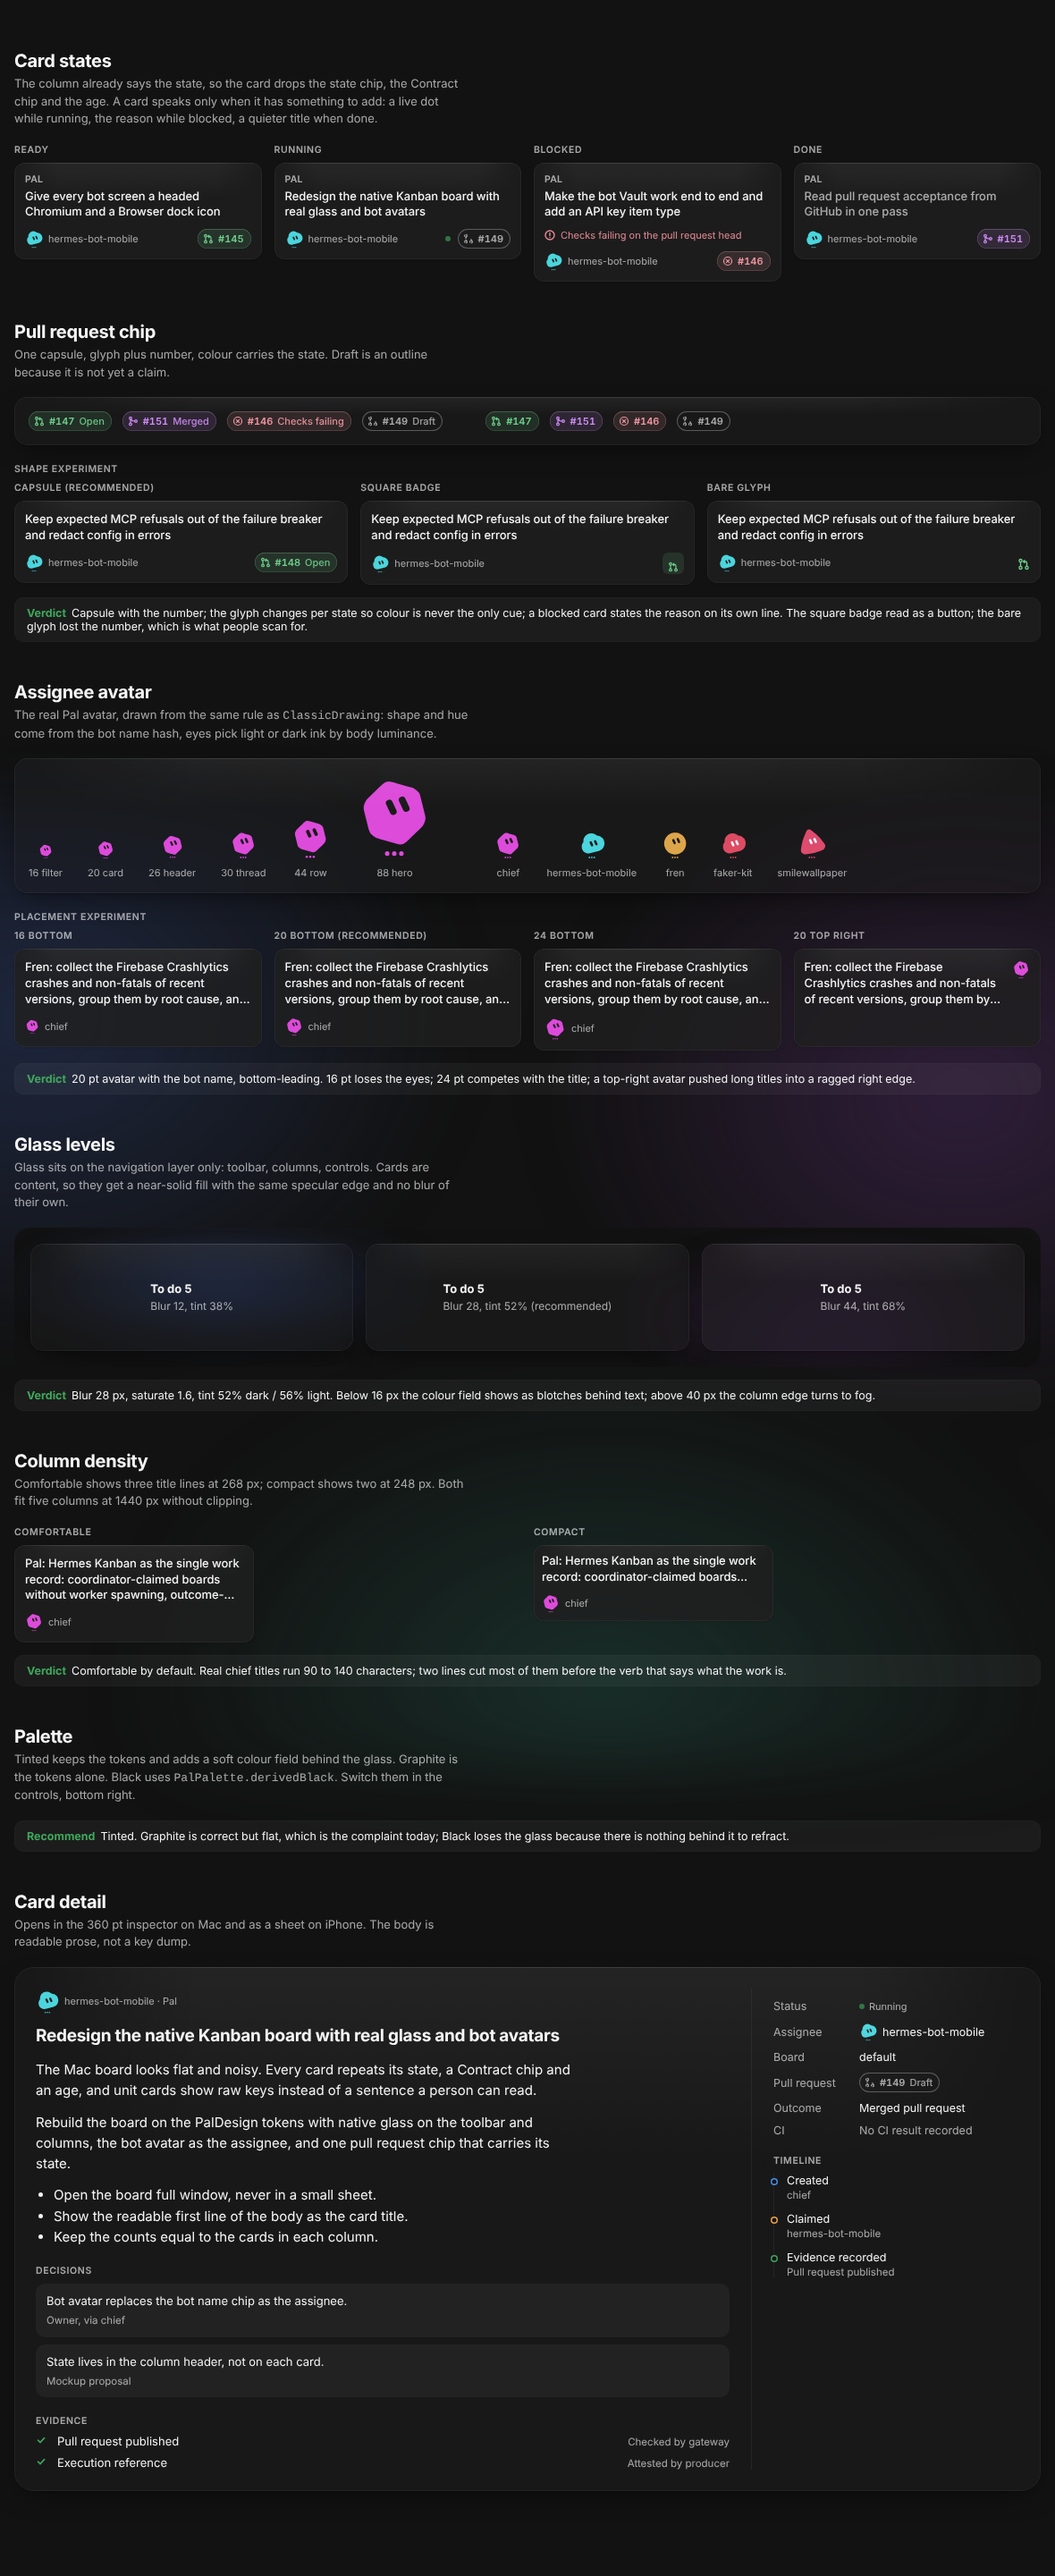 Card states
The column already says the state, so the card drops the state chip, the Contract
chip and the age. A card speaks only when it has something to add: a live dot
while running, the reason while blocked, a quieter title when done.
READY
PAL
Give every bot screen a headed
Chromium and a Browser dock icon
hermes-bot-mobile
#145
RUNNING
PAL
Redesign the native Kanban board with
real glass and bot avatars
hermes-bot-mobile
#149
BLOCKED
PAL
Make the bot Vault work end to end and
add an API key item type
Checks failing on the pull request head
hermes-bot-mobile
#146
DONE
PAL
Read pull request acceptance from
GitHub in one pass
hermes-bot-mobile
#151
Pull request chip
One capsule, glyph plus number, colour carries the state. Draft is an outline
because it is not yet a claim.
#147 Open
#151 Merged
#146 Checks failing
#149 Draft
#147
#151
#146
#149
SHAPE EXPERIMENT
CAPSULE (RECOMMENDED)
Keep expected MCP refusals out of the failure breaker
and redact config in errors
hermes-bot-mobile
#148 Open
SQUARE BADGE
Keep expected MCP refusals out of the failure breaker
and redact config in errors
hermes-bot-mobile
BARE GLYPH
Keep expected MCP refusals out of the failure breaker
and redact config in errors
hermes-bot-mobile
Verdict Capsule with the number; the glyph changes per state so colour is never the only cue; a blocked card states the reason on its own line. The square badge read as a button; the bare
glyph lost the number, which is what people scan for.
Assignee avatar
The real Pal avatar, drawn from the same rule as ClassicDrawing: shape and hue
come from the bot name hash, eyes pick light or dark ink by body luminance.
16 filter
20 card
26 header
30 thread
44 row
88 hero
chief
hermes-bot-mobile
fren
faker-kit
smilewallpaper
PLACEMENT EXPERIMENT
16 BOTTOM
Fren: collect the Firebase Crashlytics
crashes and non-fatals of recent
versions, group them by root cause, an...
chief
20 BOTTOM (RECOMMENDED)
Fren: collect the Firebase Crashlytics
crashes and non-fatals of recent
versions, group them by root cause, an...
chief
24 BOTTOM
Fren: collect the Firebase Crashlytics
crashes and non-fatals of recent
versions, group them by root cause, an...
chief
20 TOP RIGHT
Fren: collect the Firebase
Crashlytics crashes and non-fatals
of recent versions, group them by...
Verdict 20 pt avatar with the bot name, bottom-leading. 16 pt loses the eyes; 24 pt competes with the title; a top-right avatar pushed long titles into a ragged right edge.
Glass levels
Glass sits on the navigation layer only: toolbar, columns, controls. Cards are
content, so they get a near-solid fill with the same specular edge and no blur of
their own.
To do 5
Blur 12, tint 38%
To do 5
Blur 28, tint 52% (recommended)
To do 5
Blur 44, tint 68%
Verdict Blur 28 px, saturate 1.6, tint 52% dark / 56% light. Below 16 px the colour field shows as blotches behind text; above 40 px the column edge turns to fog.
Column density
Comfortable shows three title lines at 268 px; compact shows two at 248 px. Both
fit five columns at 1440 px without clipping.
COMFORTABLE
Pal: Hermes Kanban as the single work
record: coordinator-claimed boards
without worker spawning, outcome-...
chief
COMPACT
Pal: Hermes Kanban as the single work
record: coordinator-claimed boards...
chief
Verdict Comfortable by default. Real chief titles run 90 to 140 characters; two lines cut most of them before the verb that says what the work is.
Palette
Tinted keeps the tokens and adds a soft colour field behind the glass. Graphite is
the tokens alone. Black uses PalPalette.derivedBlack. Switch them in the
controls, bottom right.
Recommend Tinted. Graphite is correct but flat, which is the complaint today; Black loses the glass because there is nothing behind it to refract.
Card detail
Opens in the 360 pt inspector on Mac and as a sheet on iPhone. The body is
readable prose, not a key dump.
hermes-bot-mobile · Pal
Redesign the native Kanban board with real glass and bot avatars
The Mac board looks flat and noisy. Every card repeats its state, a Contract chip and
an age, and unit cards show raw keys instead of a sentence a person can read.
Rebuild the board on the PalDesign tokens with native glass on the toolbar and
columns, the bot avatar as the assignee, and one pull request chip that carries its
state.
• Open the board full window, never in a small sheet.
• Show the readable first line of the body as the card title.
• Keep the counts equal to the cards in each column.
DECISIONS
Bot avatar replaces the bot name chip as the assignee.
Owner, via chief
State lives in the column header, not on each card.
Mockup proposal
EVIDENCE
Pull request published
Checked by gateway
Execution reference
Attested by producer
Status
Running
Assignee
hermes-bot-mobile
Board
default
Pull request
#149 Draft
Outcome
Merged pull request
CI
No CI result recorded
TIMELINE
Created
chief
Claimed
hermes-bot-mobile
Evidence recorded
Pull request published